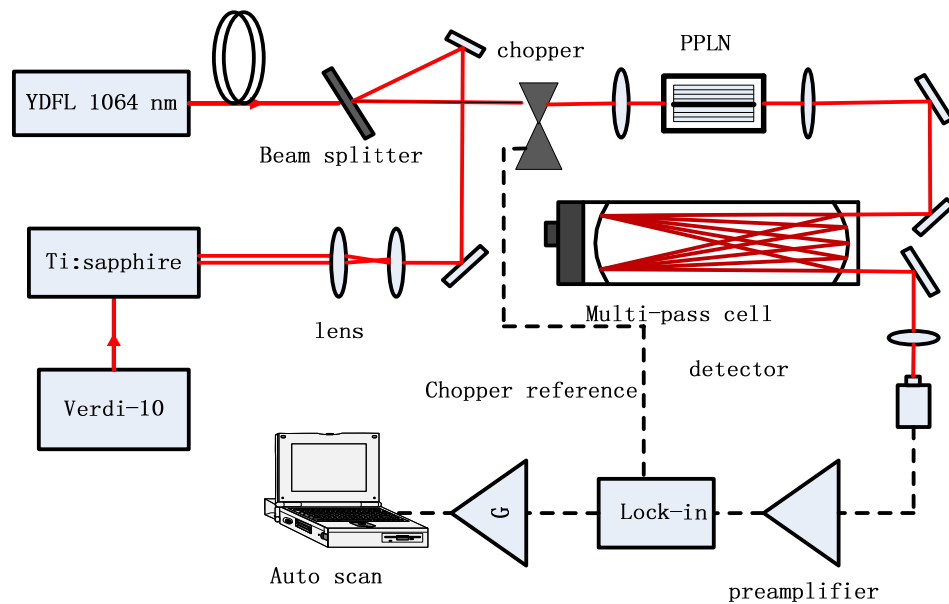 chopper
PPLN
YDFL 1064 nm
Beam splitter
Ti:sapphire
lens
Multi-pass cell
detector
Verdi-10
Chopper reference
G
Lock-in
Auto scan
preamplifier